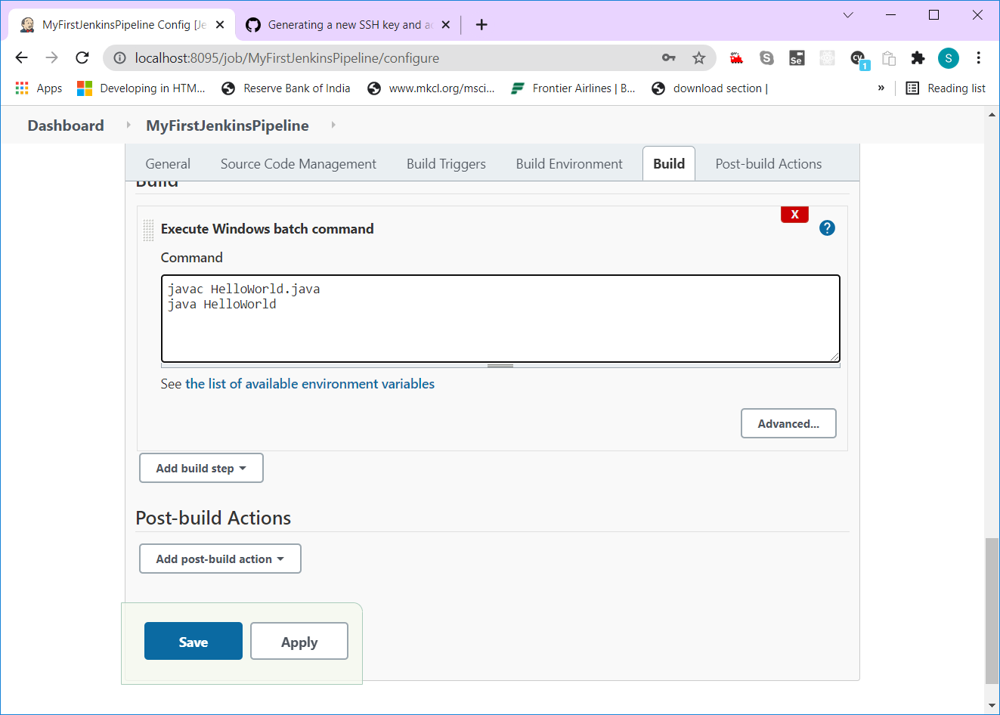 MyFirstJenkinsPipeline Config [Je
Generating a new SSH key and ad
localhost:8095/job/MyFirstJenkinsPipeline/configure
Se
cy
1
S
S
Apps
Developing in HTM...
Reserve Bank of India
www.mkcl.org/msci...
Frontier Airlines | B...
download section |
»
Reading list
Dashboard
MyFirstJenkinsPipeline
General
Source Code Management
Build Triggers
Build Environment
Build
Post-build Actions
Build
X
Execute Windows batch command
?
Command
javac HelloWorld.java
java HelloWorld
See the list of available environment variables
Advanced...
Add build step
Post-build Actions
Add post-build action
Save
Apply